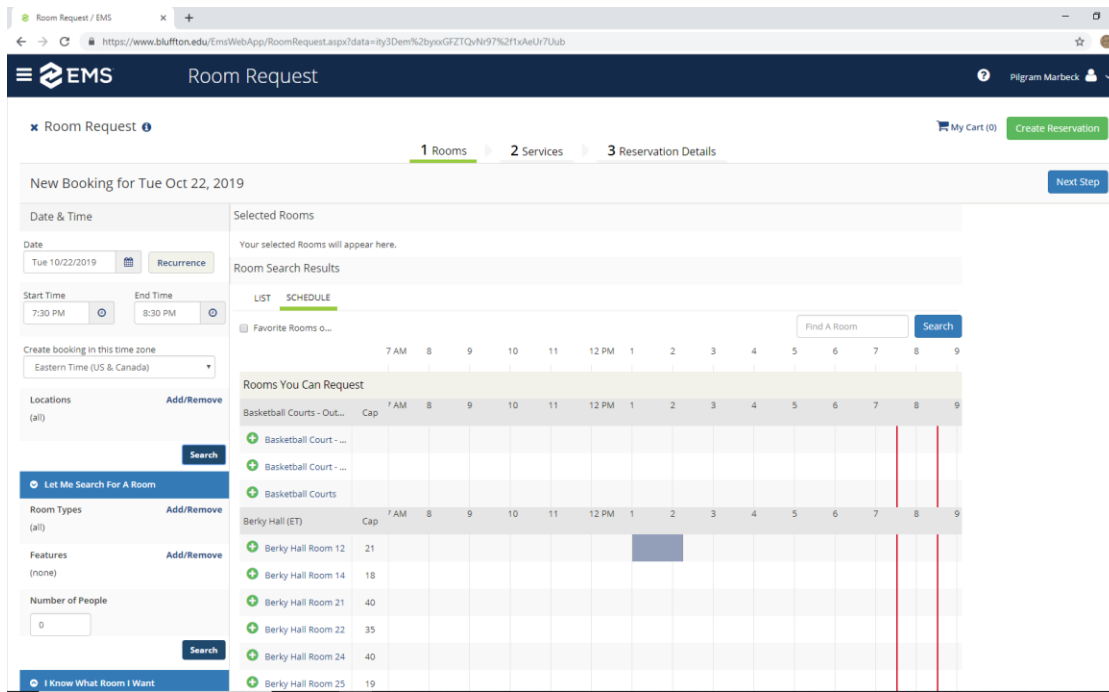 Room Request / EMS
https://www.bluffton.edu/EmsWebApp/RoomRequest.aspx?data=ity3Dem%2byxxGFZTQvNr97%2f1xAeUr7Uub
EMS Room Request Pilgram Marbeck
Room Request My Cart (0) Create Reservation
1 Rooms 2 Services 3 Reservation Details
New Booking for Tue Oct 22, 2019 Next Step
Date & Time
Date
Tue 10/22/2019 Recurrence
Start Time End Time
7:30 PM 8:30 PM
Create booking in this time zone
Eastern Time (US & Canada)
Locations Add/Remove
(all)
Search
Let Me Search For A Room
Room Types Add/Remove
(all)
Features Add/Remove
(none)
Number of People
0
Search
I Know What Room I Want
Selected Rooms
Your selected Rooms will appear here.
Room Search Results
LIST SCHEDULE
Favorite Rooms o... Find A Room Search
7 AM 8 9 10 11 12 PM 1 2 3 4 5 6 7 8 9
Rooms You Can Request
Basketball Courts - Out... Cap 7 AM 8 9 10 11 12 PM 1 2 3 4 5 6 7 8 9
Basketball Court - ...
Basketball Court - ...
Basketball Courts
Berky Hall (ET) Cap 7 AM 8 9 10 11 12 PM 1 2 3 4 5 6 7 8 9
Berky Hall Room 12 21
Berky Hall Room 14 18
Berky Hall Room 21 40
Berky Hall Room 22 35
Berky Hall Room 24 40
Berky Hall Room 25 19